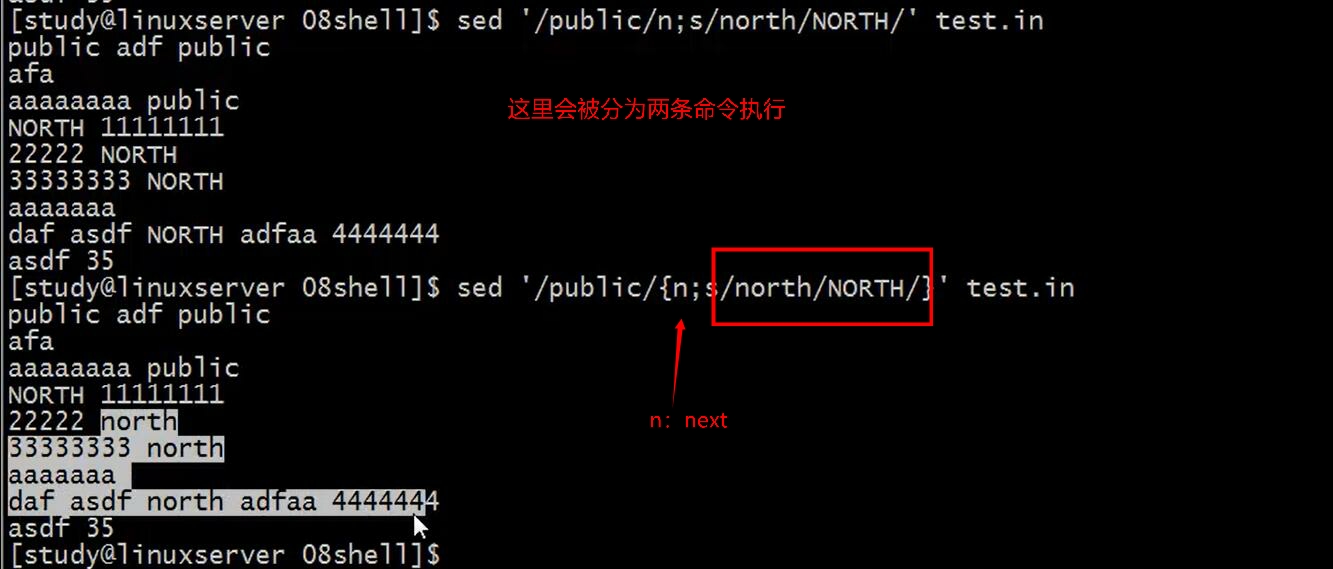 [study@linuxserver 08shell]$ sed '/public/n;s/north/NORTH/' test.in
public adf public
afa
aaaaaaaa public
这里会被分为两条命令执行
NORTH 11111111
22222 NORTH
33333333 NORTH
aaaaaaa
daf asdf NORTH adfaa 4444444
asdf 35
[study@linuxserver 08shell]$ sed '/public/{n;s/north/NORTH/}' test.in
public adf public
afa
aaaaaaaa public
NORTH 11111111
22222 north
n：next
33333333 north
aaaaaaa
daf asdf north adfaa 4444444
asdf 35
[study@linuxserver 08shell]$